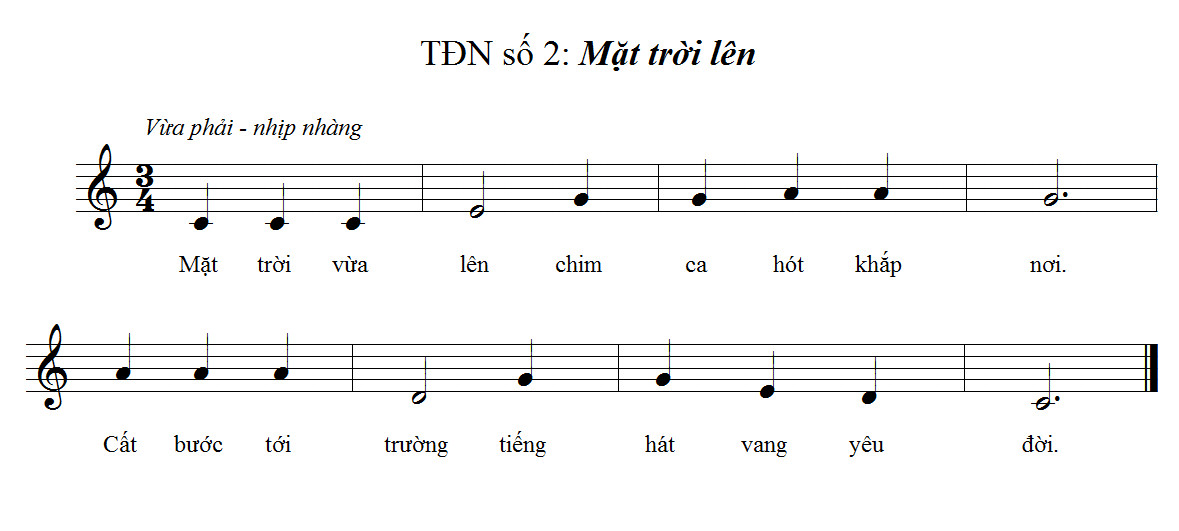 TĐN số 2: Mặt trời lên
Vừa phải - nhịp nhàng
3
4
Mặt trời vừa lên chim ca hót khắp nơi.
Cất bước tới trường tiếng hát vang yêu đời.